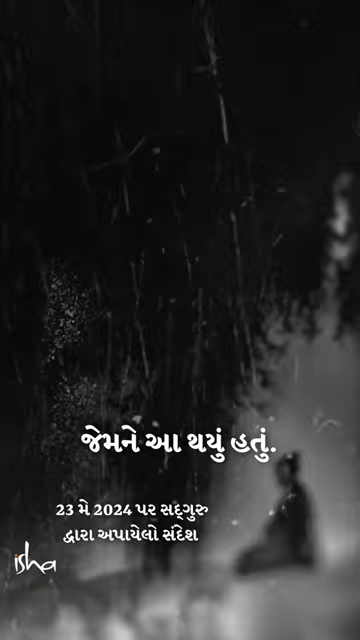 જેમને આ થયું હતું.
23 મે 2024 પર સદ્‌ગુરુ
દ્વારા અપાયેલો સંદેશ
isha